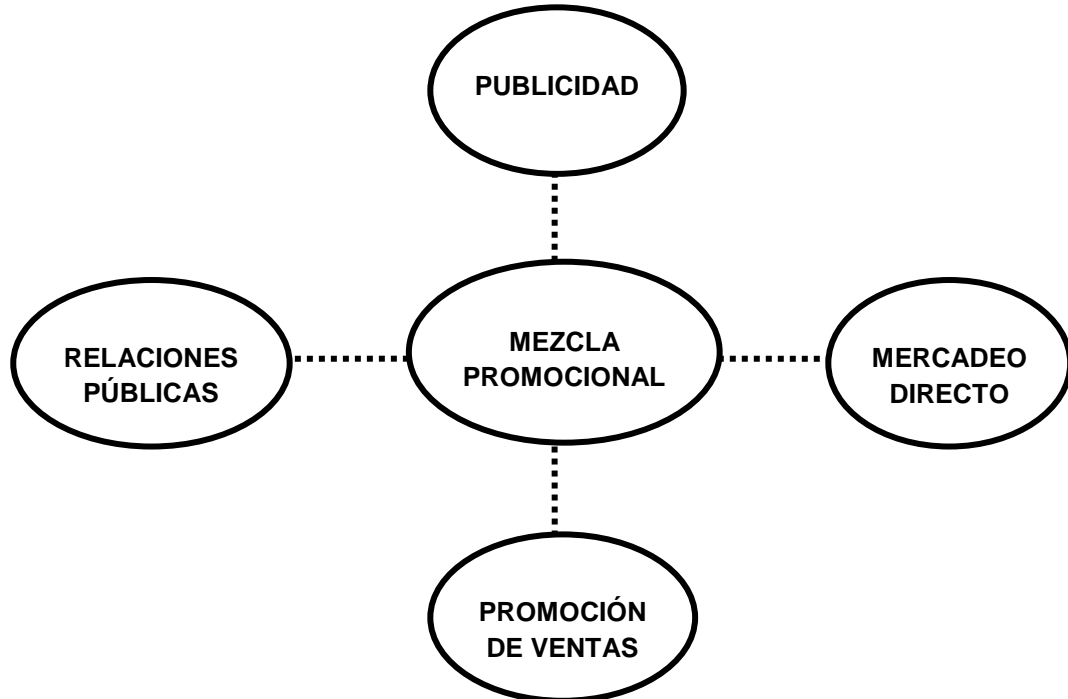 PUBLICIDAD
RELACIONES
PÚBLICAS
MEZCLA
PROMOCIONAL
MERCADEO
DIRECTO
PROMOCIÓN
DE VENTAS